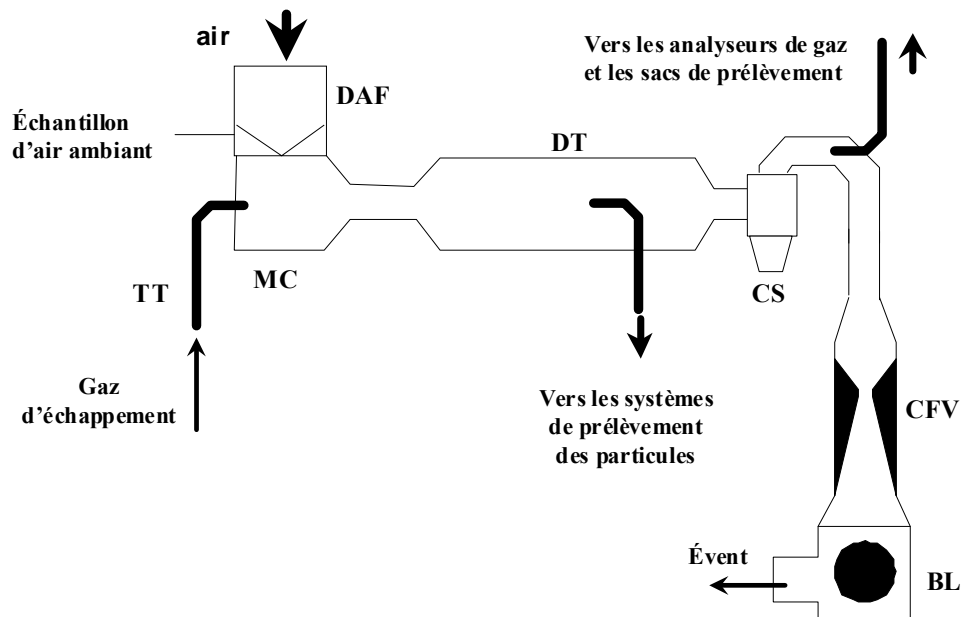 air
DAF
Échantillon
d’air ambiant
Vers les analyseurs de gaz
et les sacs de prélèvement
DT
TT
MC
CS
Gaz
d’échappement
Vers les systèmes
de prélèvement
des particules
CFV
Évent
BL